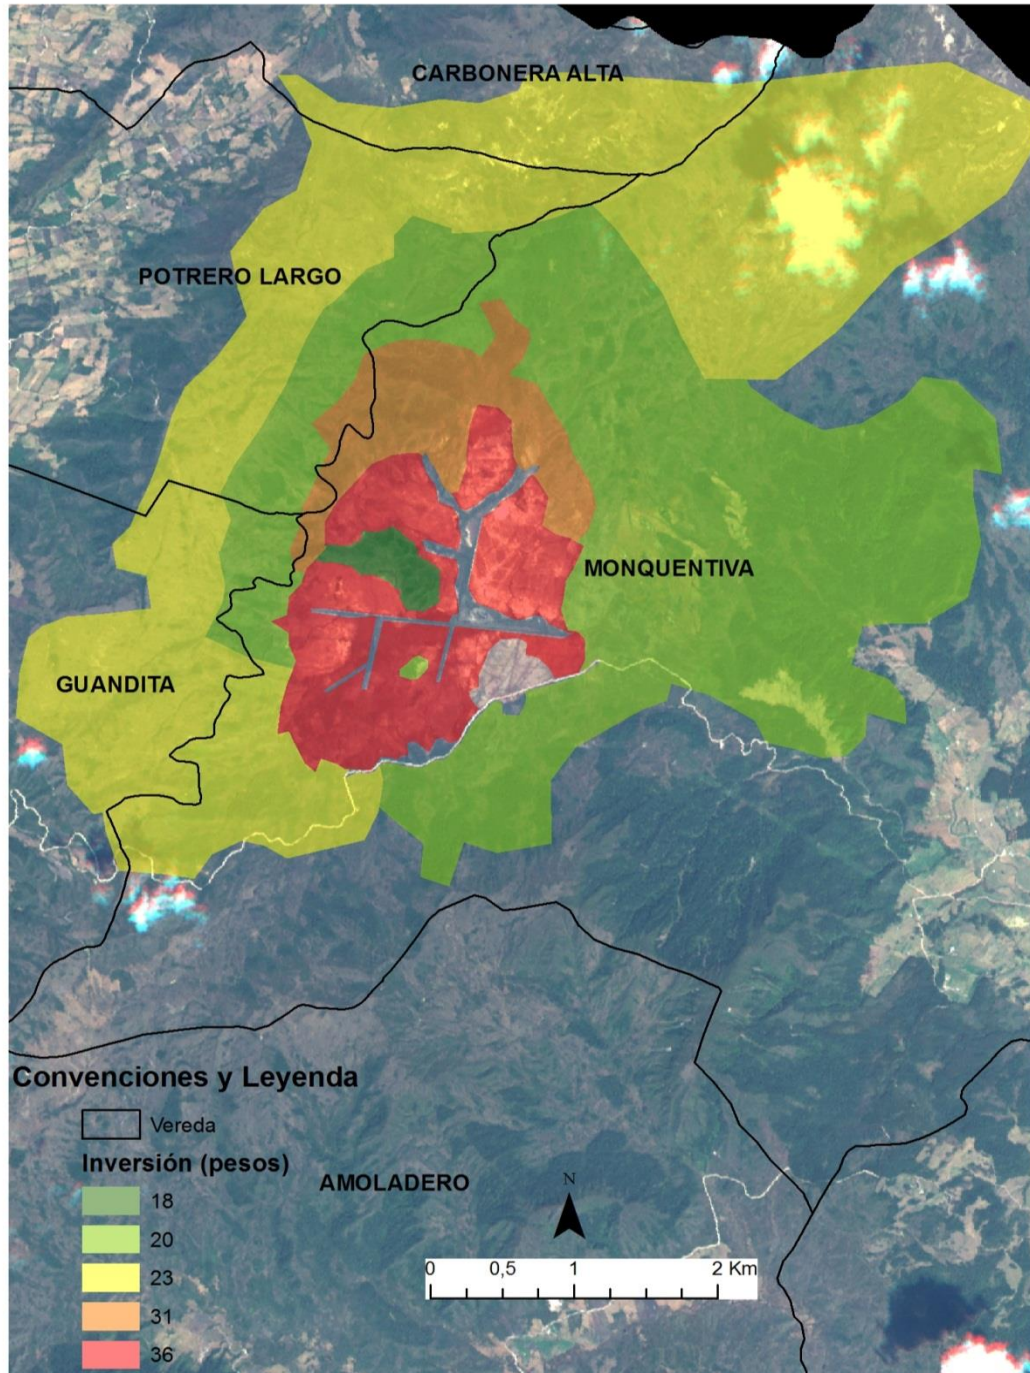 CARBONERA ALTA
POTRERO LARGO
MONQUENTIVA
GUANDITA
Convenciones y Leyenda
Vereda
Inversión (pesos)
18
20
23
31
36
AMOLADERO
N
0 0,5 1 2 Km